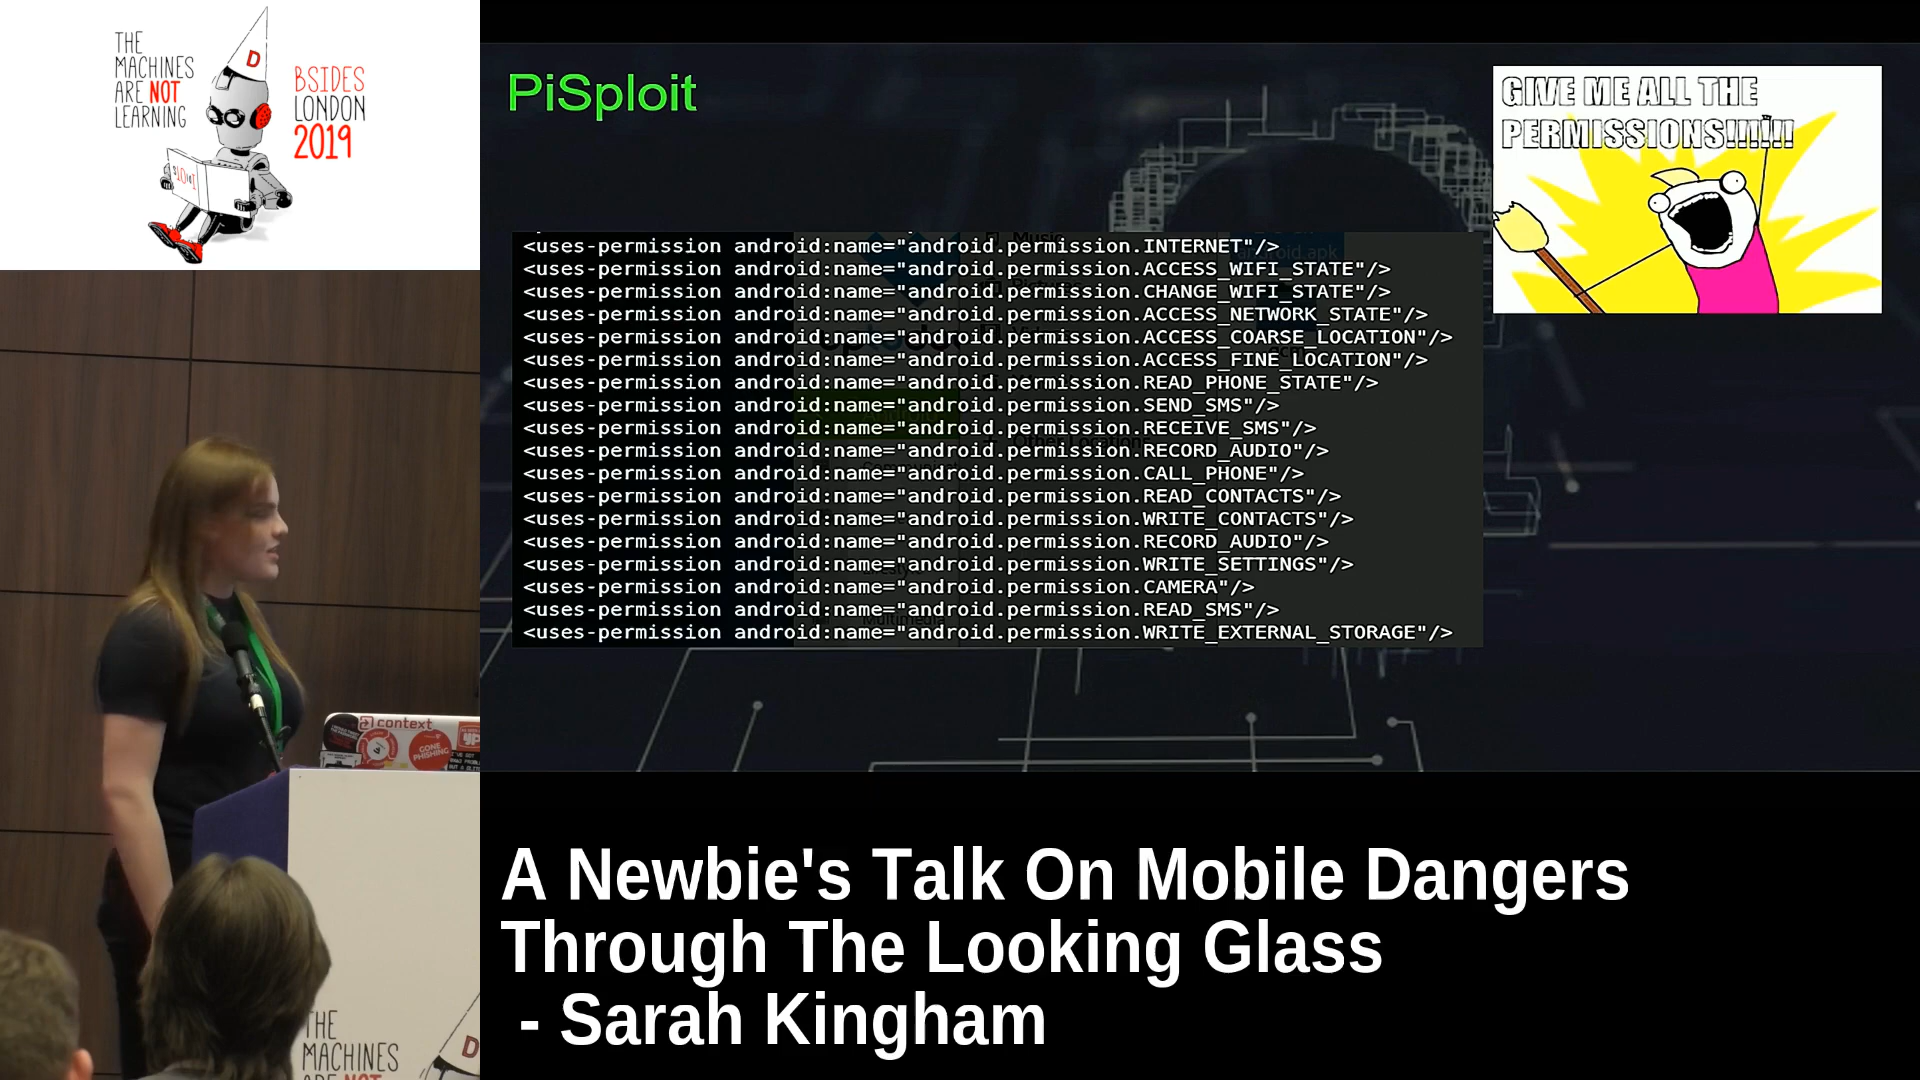 THE
MACHINES
ARE NOT
LEARNING
D
BSIDES
LONDON
2019
PiSploit
GIVE ME ALL THE
PERMISSIONS!!!!!!
<uses-permission android:name="android.permission.INTERNET"/>
<uses-permission android:name="android.permission.ACCESS_WIFI_STATE"/>
<uses-permission android:name="android.permission.CHANGE_WIFI_STATE"/>
<uses-permission android:name="android.permission.ACCESS_NETWORK_STATE"/>
<uses-permission android:name="android.permission.ACCESS_COARSE_LOCATION"/>
<uses-permission android:name="android.permission.ACCESS_FINE_LOCATION"/>
<uses-permission android:name="android.permission.READ_PHONE_STATE"/>
<uses-permission android:name="android.permission.SEND_SMS"/>
<uses-permission android:name="android.permission.RECEIVE_SMS"/>
<uses-permission android:name="android.permission.RECORD_AUDIO"/>
<uses-permission android:name="android.permission.CALL_PHONE"/>
<uses-permission android:name="android.permission.READ_CONTACTS"/>
<uses-permission android:name="android.permission.WRITE_CONTACTS"/>
<uses-permission android:name="android.permission.RECORD_AUDIO"/>
<uses-permission android:name="android.permission.WRITE_SETTINGS"/>
<uses-permission android:name="android.permission.CAMERA"/>
<uses-permission android:name="android.permission.READ_SMS"/>
<uses-permission android:name="android.permission.WRITE_EXTERNAL_STORAGE"/>
context
GONE
PHISHING
THE
MACHINES
ARE NOT
D
A Newbie's Talk On Mobile Dangers
Through The Looking Glass
- Sarah Kingham